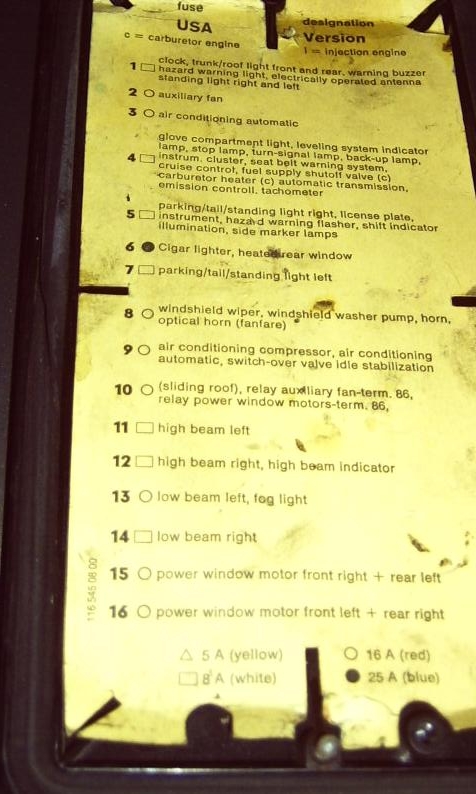 fuse designation
USA Version
c = carburetor engine I = injection engine
1 clock, trunk/roof light front and rear, warning buzzer
hazard warning light, electrically operated antenna
standing light right and left
2 auxiliary fan
3 air conditioning automatic
glove compartment light, leveling system indicator
lamp, stop lamp, turn-signal lamp, back-up lamp,
4 instrum. cluster, seat belt warning system,
cruise control, fuel supply shutoff valve (c)
carburetor heater (c) automatic transmission,
emission controll. tachometer
parking/tail/standing light right, license plate,
5 instrument, hazard warning flasher, shift indicator
illumination, side marker lamps
6 Cigar lighter, heated rear window
7 parking/tail/standing light left
8 windshield wiper, windshield washer pump, horn,
optical horn (fanfare)
9 air conditioning compressor, air conditioning
automatic, switch-over valve idle stabilization
10 (sliding roof), relay auxiliary fan-term. 86,
relay power window motors-term. 86,
11 high beam left
12 high beam right, high beam indicator
13 low beam left, fog light
14 low beam right
15 power window motor front right + rear left
16 power window motor front left + rear right
116 545 08 00
△ 5 A (yellow) ○ 16 A (red)
□ 8 A (white) ● 25 A (blue)